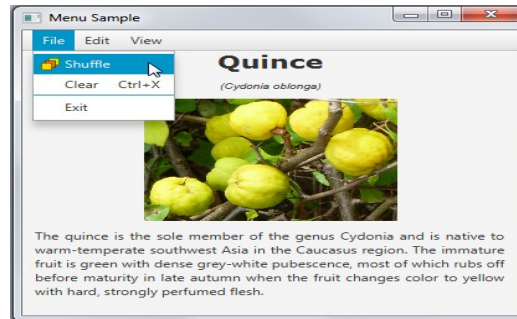 Menu Sample
File Edit View
Shuffle
Clear Ctrl+X
Exit
Quince
(Cydonia oblonga)
The quince is the sole member of the genus Cydonia and is native to
warm-temperate southwest Asia in the Caucasus region. The immature
fruit is green with dense grey-white pubescence, most of which rubs off
before maturity in late autumn when the fruit changes color to yellow
with hard, strongly perfumed flesh.